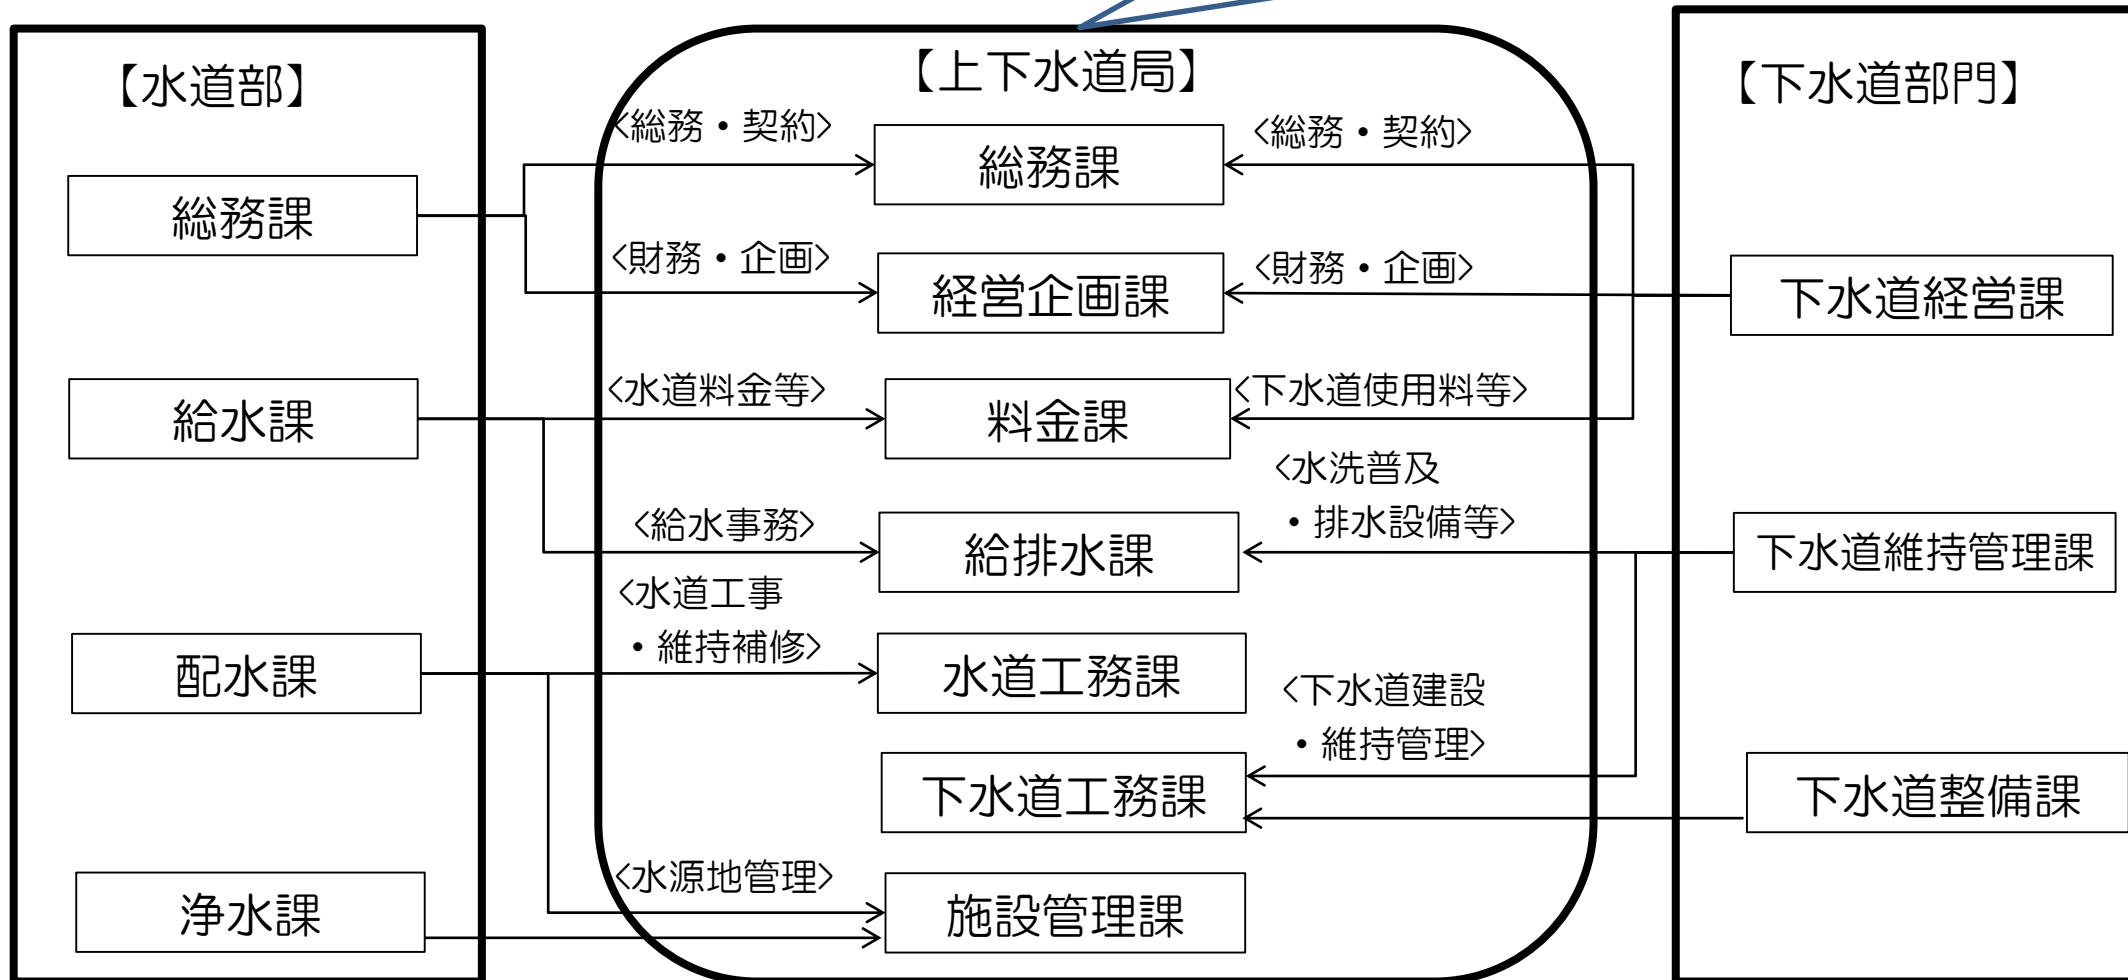 【水道部】
総務課
給水課
配水課
浄水課
【上下水道局】
<総務・契約>
総務課
<総務・契約>
<財務・企画>
経営企画課
<財務・企画>
<水道料金等>
料金課
<下水道使用料等>
<給水事務>
給排水課
<水洗普及
・排水設備等>
<水道工事
・維持補修>
水道工務課
<下水道建設
・維持管理>
下水道工務課
<水源地管理>
施設管理課
【下水道部門】
下水道経営課
下水道維持管理課
下水道整備課